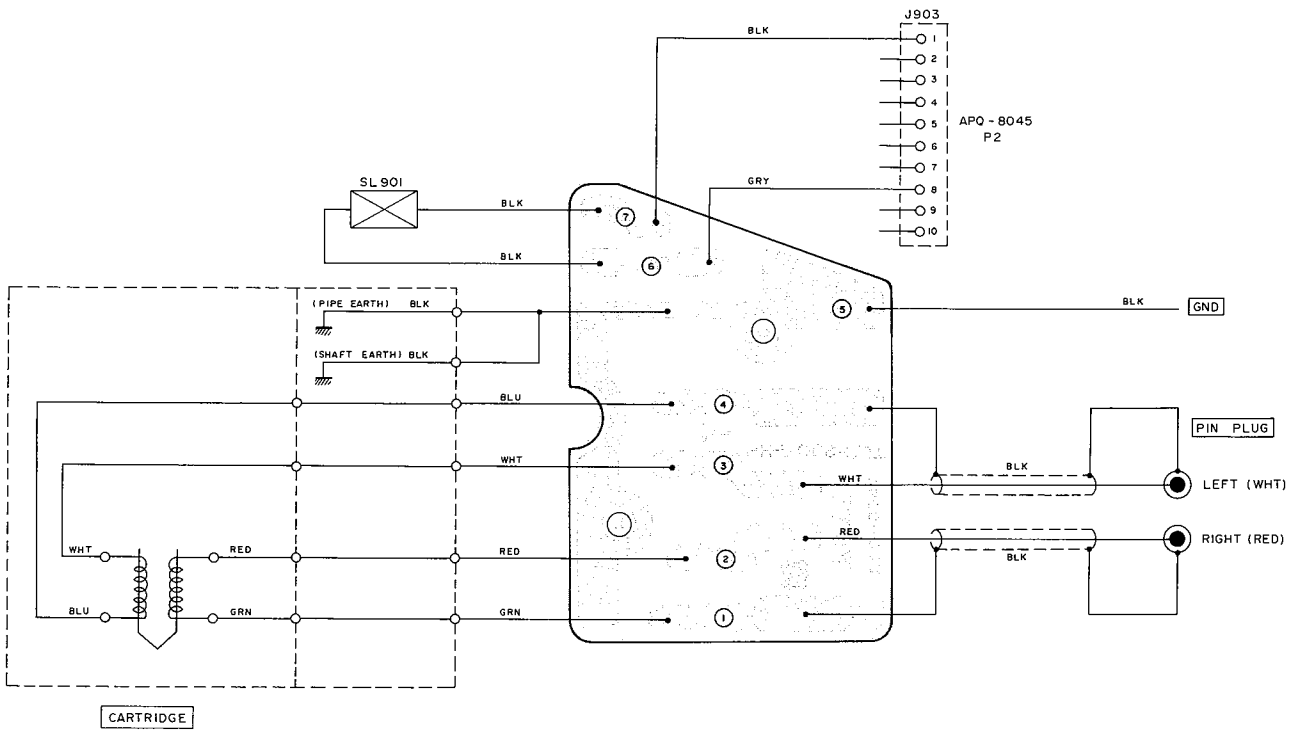 J903
BLK
1
2
3
4
5
6
7
8
9
10
APQ-8045
P2
GRY
SL901
BLK
BLK
7
6
(PIPE EARTH) BLK
(SHAFT EARTH) BLK
5
BLK
GND
BLU
4
WHT
3
PIN PLUG
BLK
WHT
LEFT (WHT)
RED
RIGHT (RED)
BLK
WHT
RED
RED
2
BLU
GRN
GRN
1
CARTRIDGE